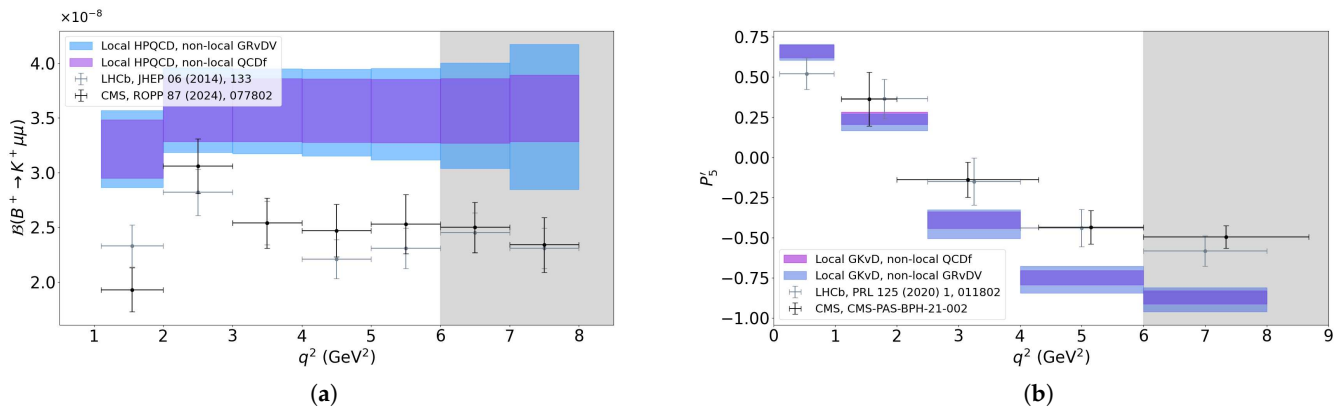 ×10⁻⁸
4.0
3.5
3.0
2.5
2.0
B(B⁺ → K⁺μμ)
Local HPQCD, non-local GRvDV
Local HPQCD, non-local QCDf
LHCb, JHEP 06 (2014), 133
CMS, ROPP 87 (2024), 077802
1 2 3 4 5 6 7 8
q² (GeV²)
(a)
0.75
0.50
0.25
0.00
−0.25
−0.50
−0.75
−1.00
P′₅
Local GKvD, non-local QCDf
Local GKvD, non-local GRvDV
LHCb, PRL 125 (2020) 1, 011802
CMS, CMS-PAS-BPH-21-002
0 1 2 3 4 5 6 7 8 9
q² (GeV²)
(b)